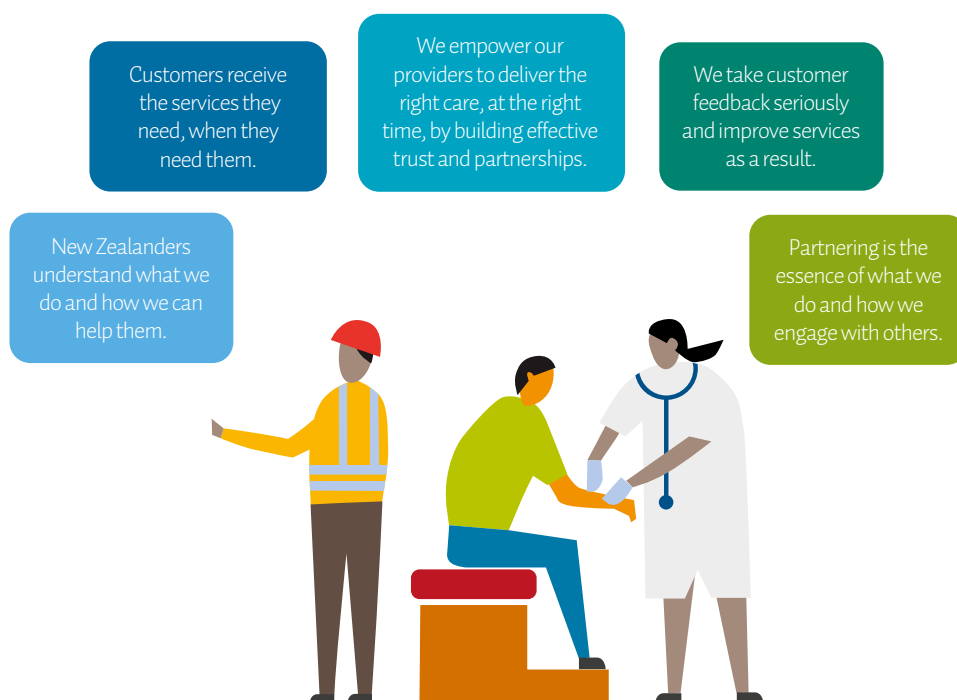 New Zealanders
understand what we
do and how we can
help them.
Customers receive
the services they
need, when they
need them.
We empower our
providers to deliver the
right care, at the right
time, by building effective
trust and partnerships.
We take customer
feedback seriously
and improve services
as a result.
Partnering is the
essence of what we
do and how we
engage with others.